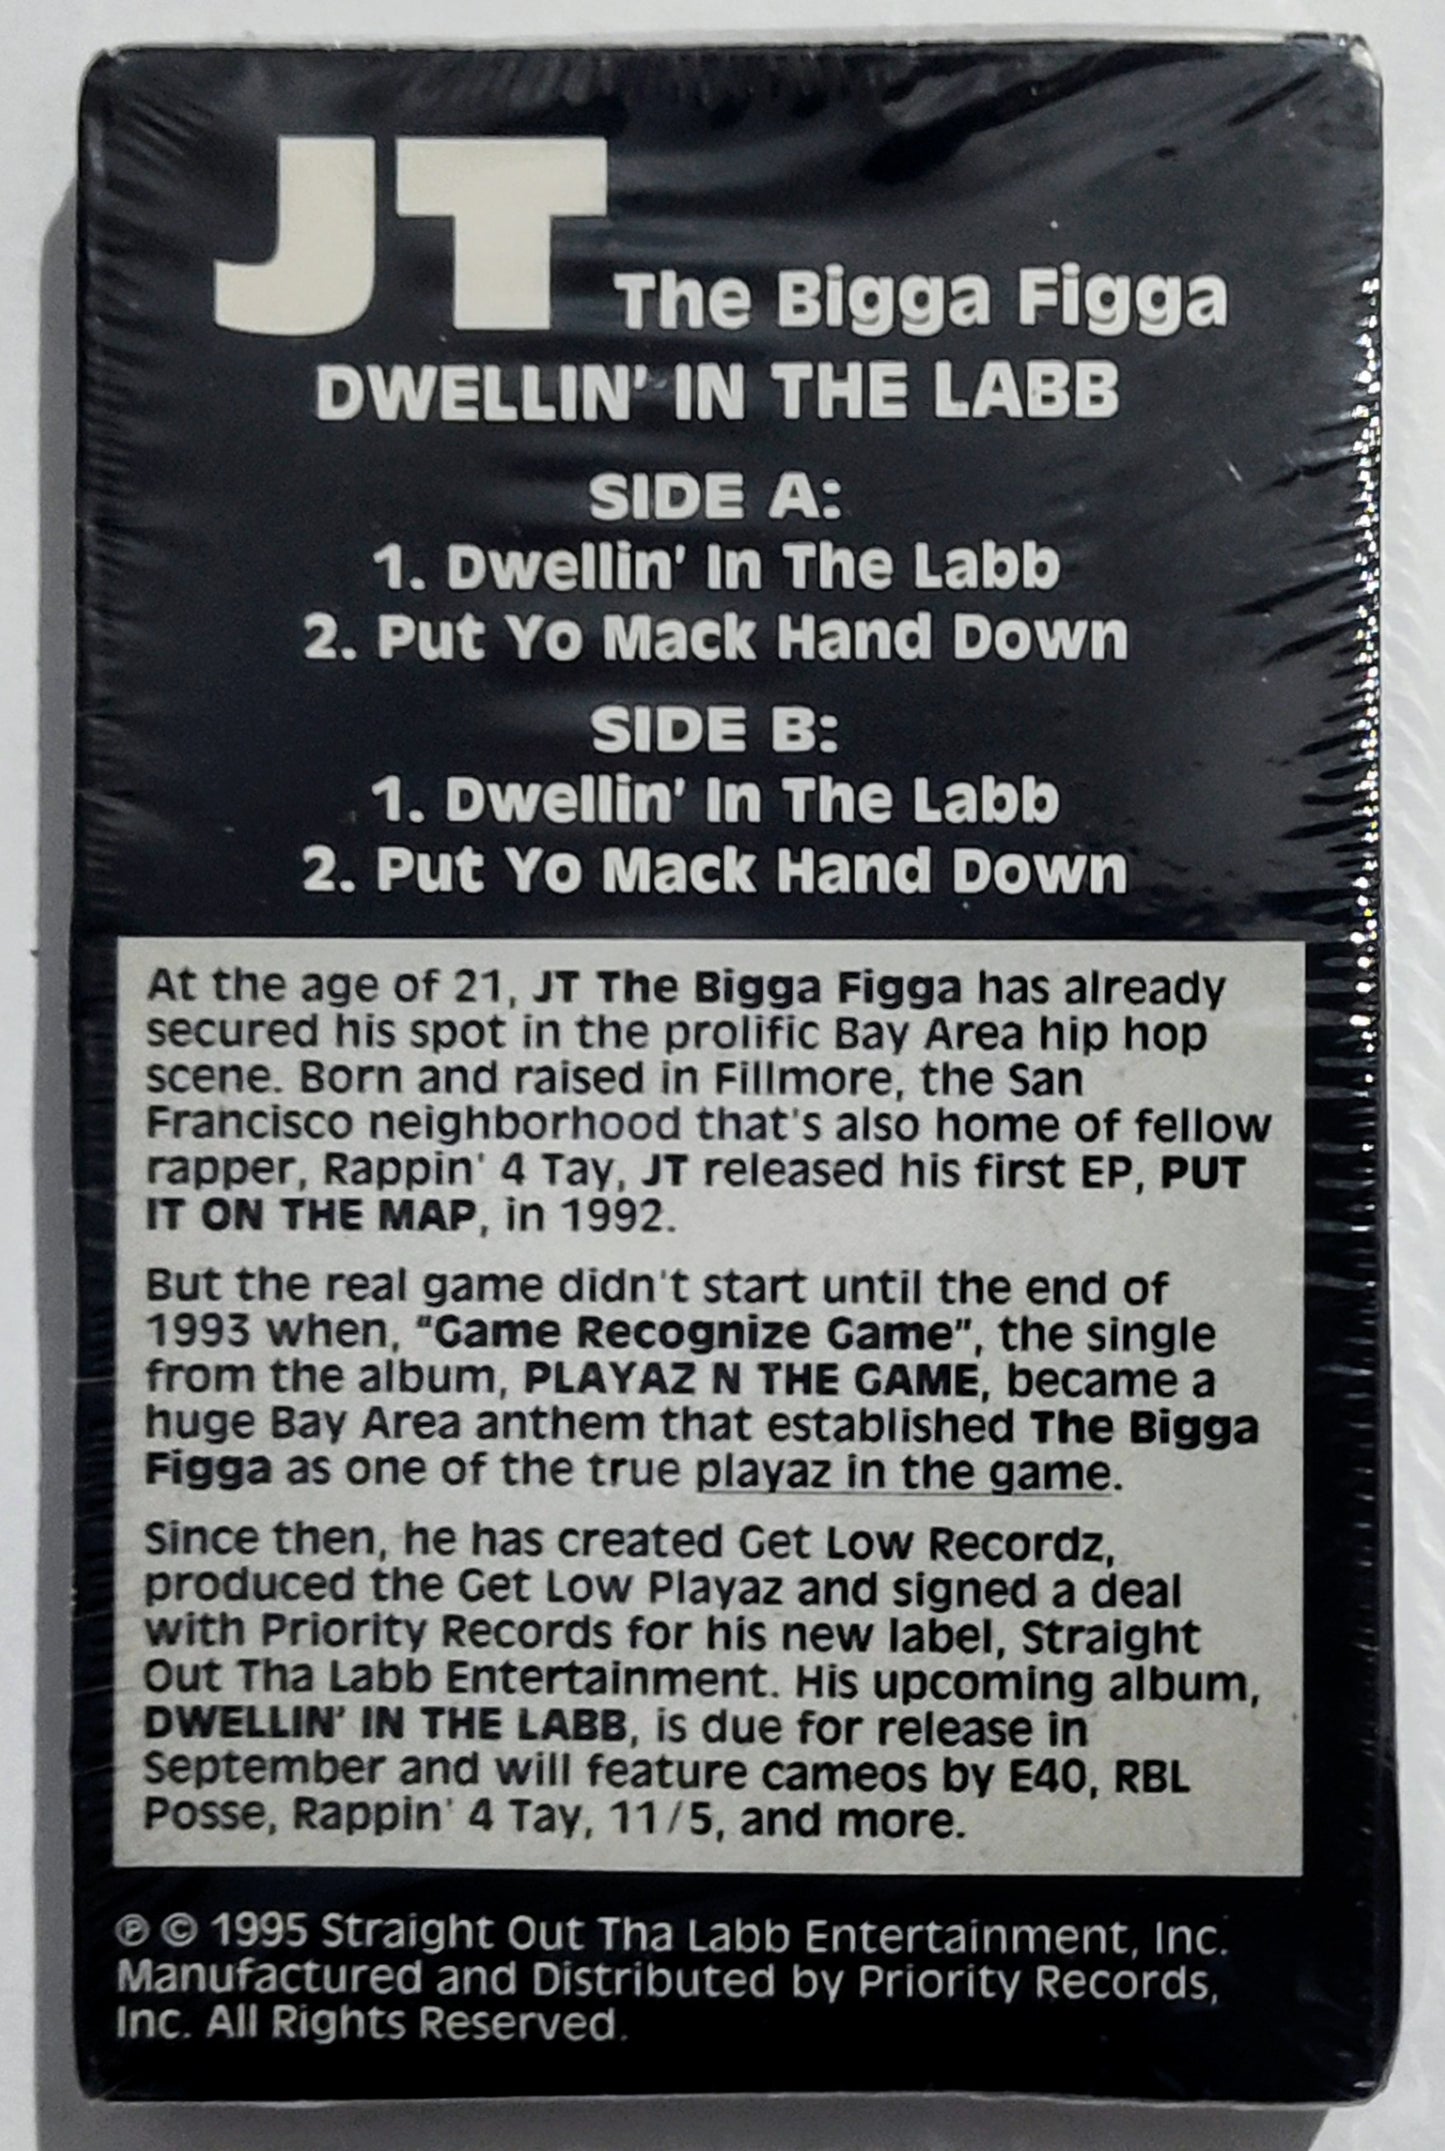 JT The Bigga Figga
DWELLIN' IN THE LABB
SIDE A:
1. Dwellin' In The Labb
2. Put Yo Mack Hand Down
SIDE B:
1. Dwellin' In The Labb
2. Put Yo Mack Hand Down
At the age of 21, JT The Bigga Figga has already
secured his spot in the prolific Bay Area hip hop
scene. Born and raised in Fillmore, the San
Francisco neighborhood that's also home of fellow
rapper, Rappin' 4 Tay, JT released his first EP, PUT
IT ON THE MAP, in 1992.
But the real game didn't start until the end of
1993 when, "Game Recognize Game", the single
from the album, PLAYAZ N THE GAME, became a
huge Bay Area anthem that established The Bigga
Figga as one of the true playaz in the game.
Since then, he has created Get Low Recordz,
produced the Get Low Playaz and signed a deal
with Priority Records for his new label, Straight
Out Tha Labb Entertainment. His upcoming album,
DWELLIN' IN THE LABB, is due for release in
September and will feature cameos by E40, RBL
Posse, Rappin' 4 Tay, 11/5, and more.
℗ © 1995 Straight Out Tha Labb Entertainment, Inc.
Manufactured and Distributed by Priority Records,
Inc. All Rights Reserved.